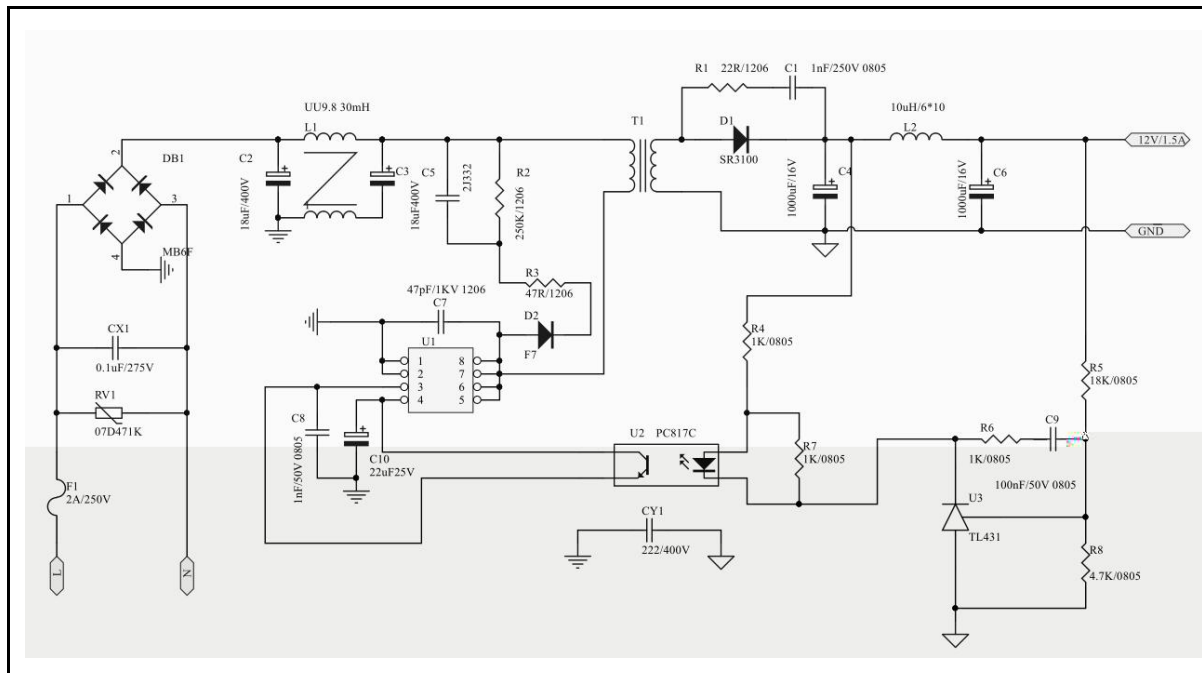 R1 22R/1206 C1 1nF/250V 0805
UU9.8 30mH
L1
T1
D1
SR3100
10uH/6*10
L2
12V/1.5A
2
DB1
1
3
4
MB6F
C2
18uF/400V
C3
18uF400V
C5
2J332
R2
250K/1206
C4
1000uF/16V
C6
1000uF/16V
GND
R3
47R/1206
47pF/1KV 1206
C7
D2
F7
U1
1 8
2 7
3 6
4 5
CX1
0.1uF/275V
RV1
07D471K
C8
1nF/50V 0805
C10
22uF25V
R4
1K/0805
R5
18K/0805
U2 PC817C
R7
1K/0805
R6
1K/0805
C9
100nF/50V 0805
F1
2A/250V
CY1
222/400V
U3
TL431
R8
4.7K/0805
L
N